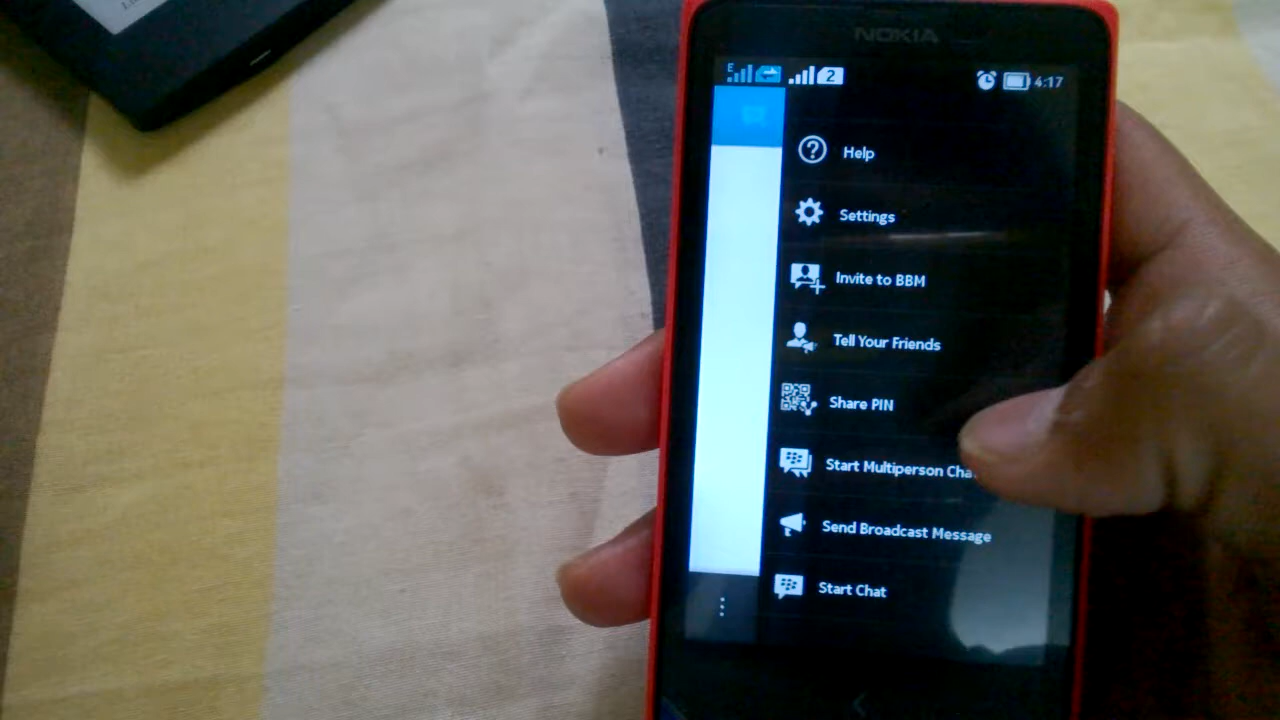 NOKIA
E 2 4:17
Help
Settings
Invite to BBM
Tell Your Friends
Share PIN
Start Multiperson Cha
Send Broadcast Message
Start Chat